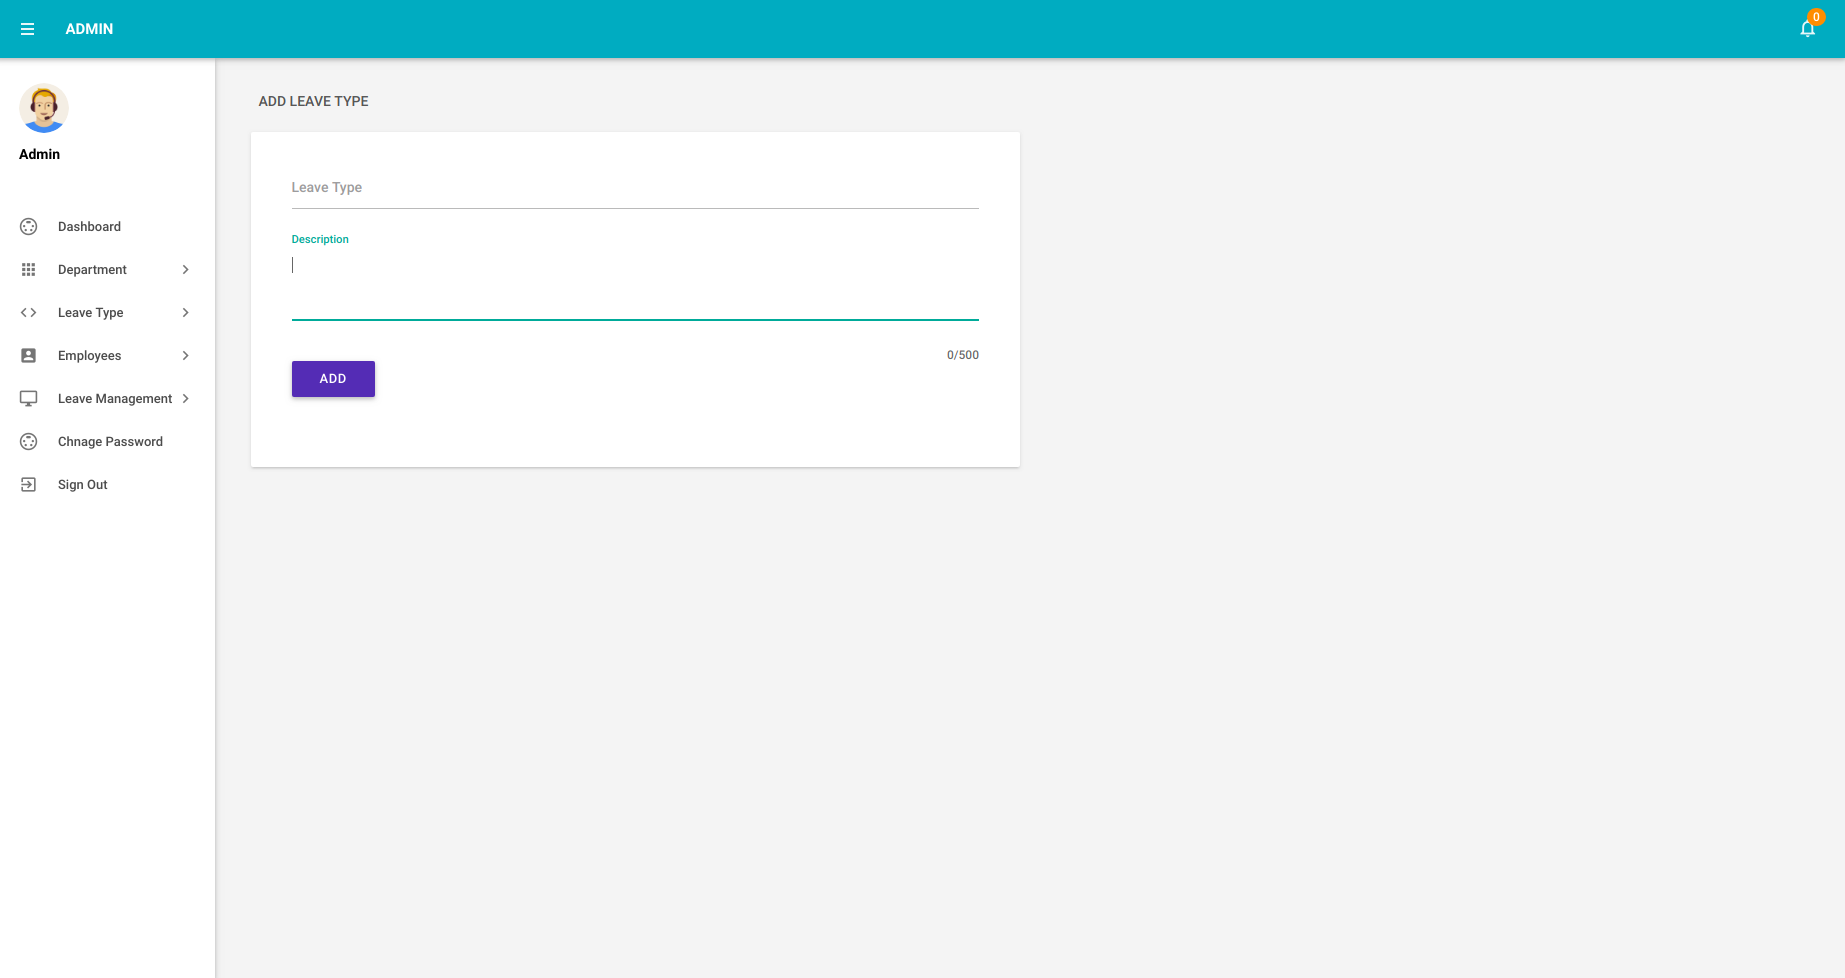 ADMIN
0
Admin
Dashboard
Department
Leave Type
Employees
Leave Management
Chnage Password
Sign Out
ADD LEAVE TYPE
Leave Type
Description
0/500
ADD